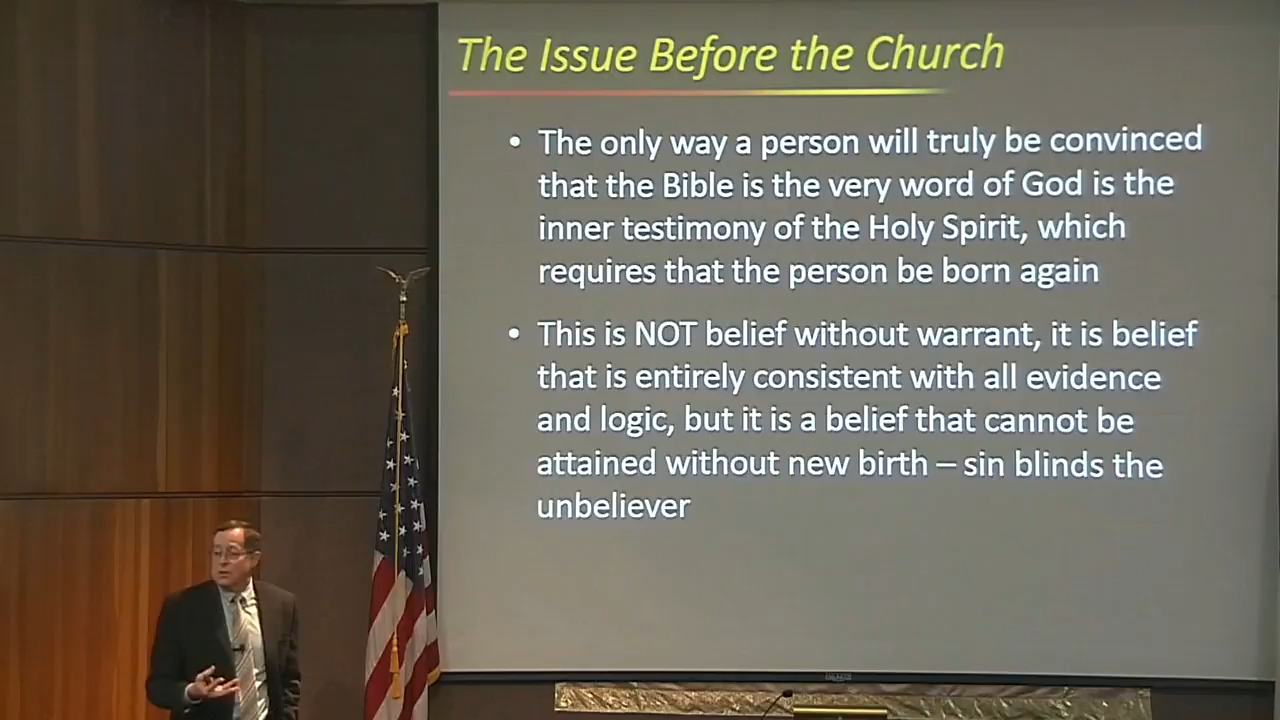 The Issue Before the Church
• The only way a person will truly be convinced
that the Bible is the very word of God is the
inner testimony of the Holy Spirit, which
requires that the person be born again
• This is NOT belief without warrant, it is belief
that is entirely consistent with all evidence
and logic, but it is a belief that cannot be
attained without new birth – sin blinds the
unbeliever